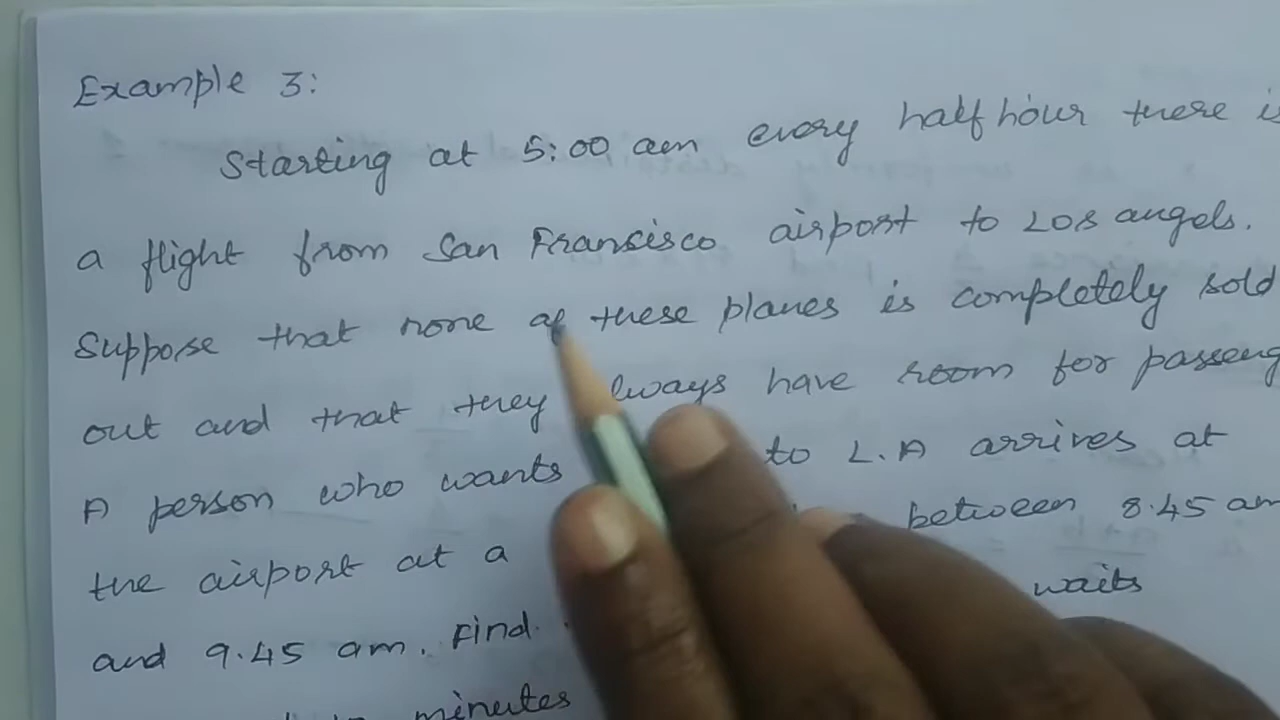 Example 3:
Starting at 5:00 am every half hour there is
a flight from San Fransisco airport to Los angels.
Suppose that none of these planes is completely sold
out and that they always have room for passeng
A person who wants to L.A arrives at
the airport at a between 8.45 am
and 9.45 am. Find waits
minutes